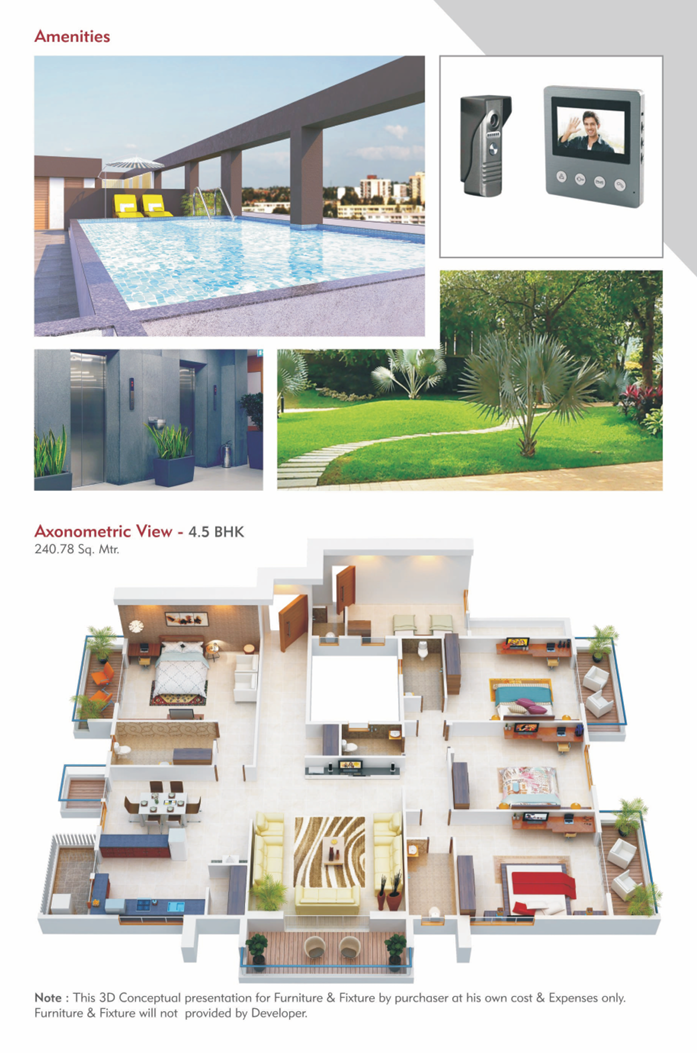 Amenities
Axonometric View - 4.5 BHK
240.78 Sq. Mtr.
Note : This 3D Conceptual presentation for Furniture & Fixture by purchaser at his own cost & Expenses only.
Furniture & Fixture will not provided by Developer.